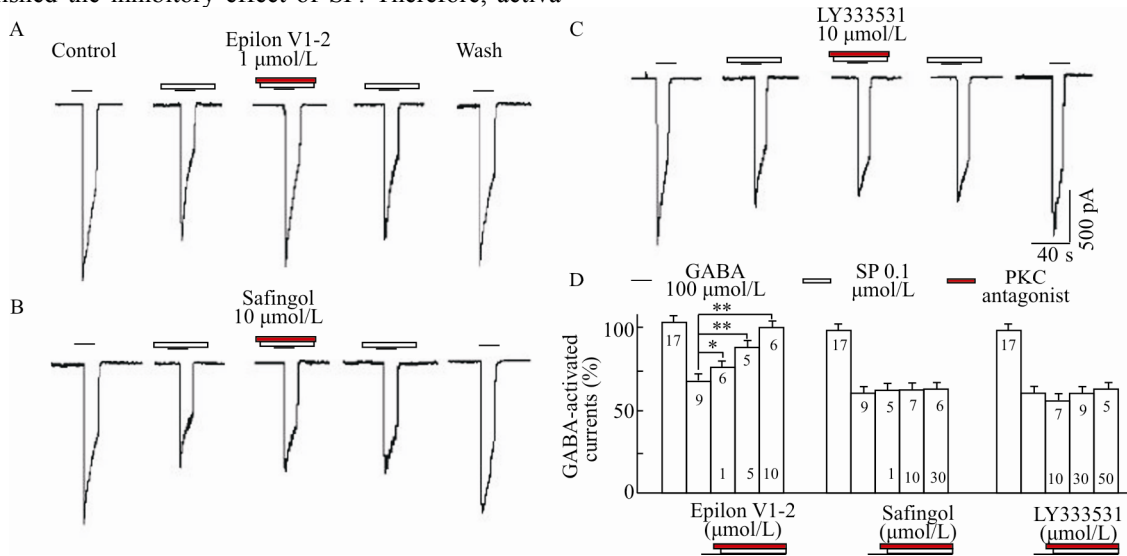 ished the inhibitory effect of SP. Therefore, activa-
A
Control
Epilon V1-2
1 μmol/L
Wash
B
Safingol
10 μmol/L
C
LY333531
10 μmol/L
500 pA
40 s
D
GABA
100 μmol/L
SP 0.1
μmol/L
PKC
antagonist
GABA-activated
currents (%)
100
50
0
17
9
6
5
6
1
5
10
**
**
*
17
9
5
7
6
1
10
30
17
7
9
5
10
30
50
Epilon V1-2
(μmol/L)
Safingol
(μmol/L)
LY333531
(μmol/L)